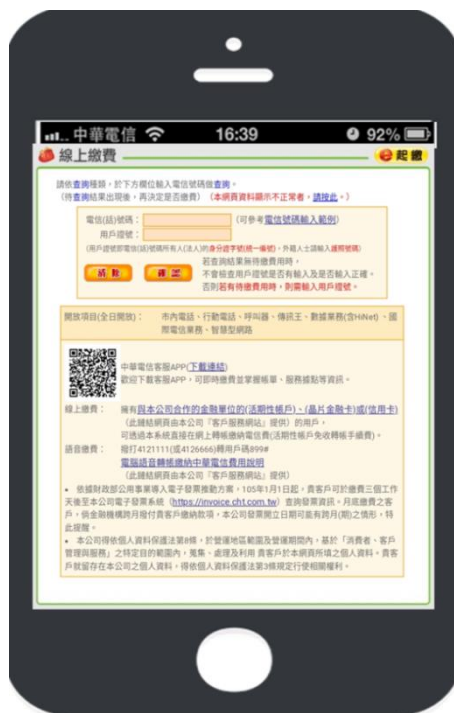 中華電信 16:39 92%
線上繳費 e起繳
請依查詢種類，於下方欄位輸入電信號碼做查詢。
(待查詢結果出現後，再決定是否繳費) (本網頁資料顯示不正常者，請按此。)
電信(話)號碼： (可參考電信號碼輸入範例)
用戶證號：
(用戶證號即電信(話)號碼所有人(法人)的身分證字號(統一編號)，外籍人士請輸入護照號碼)
若查詢結果無待繳費用時，
不會檢查用戶證號是否有輸入及是否輸入正確。
否則若有待繳費用時，則需輸入用戶證號。
清除 確認
開放項目(全日開放)： 市內電話、行動電話、呼叫器、傳訊王、數據業務(含HiNet)、國
際電信業務、智慧型網路
中華電信客服APP(下載連結)
歡迎下載客服APP，可即時繳費並掌握帳單、服務據點等資訊。
線上繳費： 擁有與本公司合作的金融單位的(活期性帳戶)、(晶片金融卡)或(信用卡)
(此鏈結網頁由本公司『客戶服務網站』提供) 的用戶，
可透過本系統直接在網上轉帳繳納電信費(活期性帳戶免收轉帳手續費)。
語音繳費： 撥打4121111(或4126666)轉用戶碼899#
電腦語音轉帳繳納中華電信費用說明
(此鏈結網頁由本公司『客戶服務網站』提供)
• 依據財政部公用事業導入電子發票推動方案，105年1月1日起，貴客戶可於繳費三個工作
天後至本公司電子發票系統 (https://invoice.cht.com.tw) 查詢發票資訊。月底繳費之客
戶，倘金融機構跨月撥付貴客戶繳納款項，本公司發票開立日期可能有跨月(期)之情形，特
此提醒。
• 本公司得依個人資料保護法第8條，於營運地區範圍及營運期間內，基於「消費者、客戶
管理與服務」之特定目的範圍內，蒐集、處理及利用 貴客戶於本網頁所填之個人資料。貴客
戶就留存在本公司之個人資料，得依個人資料保護法第3條規定行使相關權利。